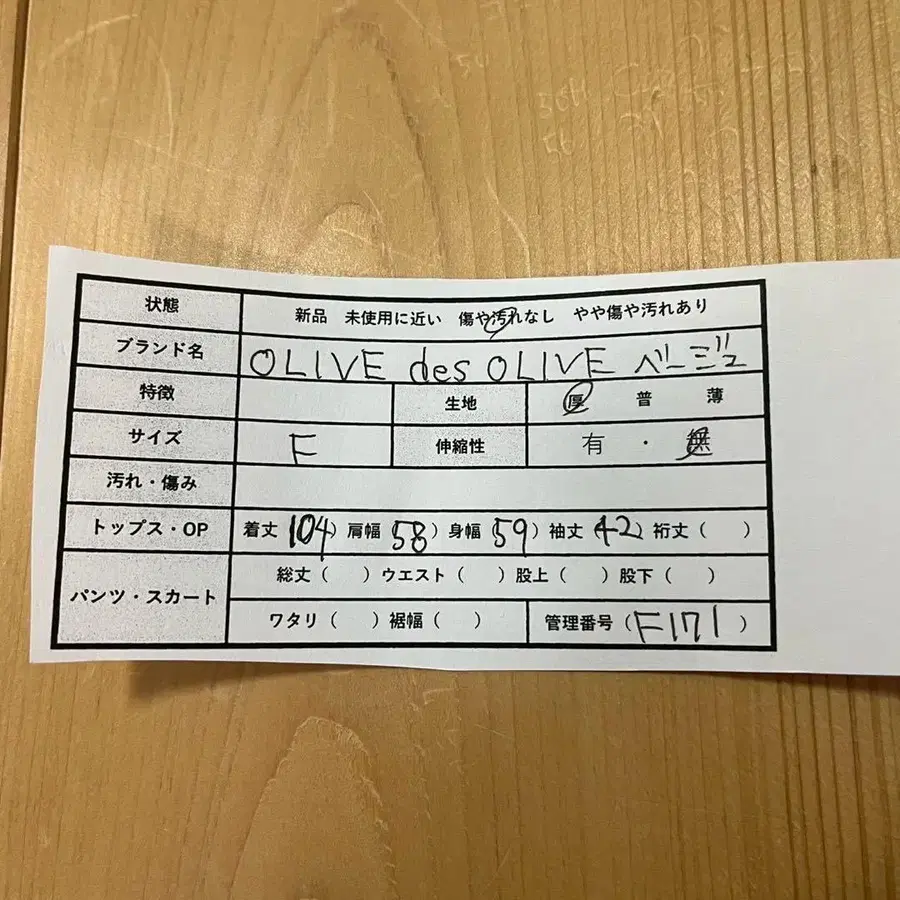 状態 新品 未使用に近い 傷や汚れなし やや傷や汚れあり
ブランド名 OLIVE des OLIVE ベージュ
特徴 生地 厚 普 薄
サイズ F 伸縮性 有 ・ 無
汚れ・傷み
トップス・OP 着丈 104) 肩幅 58) 身幅 59) 袖丈 42) 裄丈 ( )
パンツ・スカート 総丈 ( ) ウエスト ( ) 股上 ( ) 股下 ( )
ワタリ ( ) 裾幅 ( ) 管理番号 (F171)